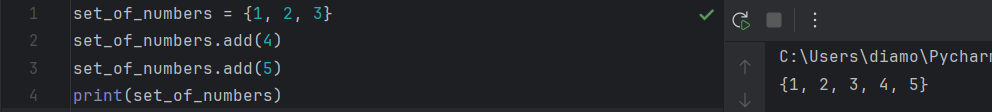 1 set_of_numbers = {1, 2, 3}
2 set_of_numbers.add(4)
3 set_of_numbers.add(5)
4 print(set_of_numbers)
C:\Users\diamo\Pychar
{1, 2, 3, 4, 5}